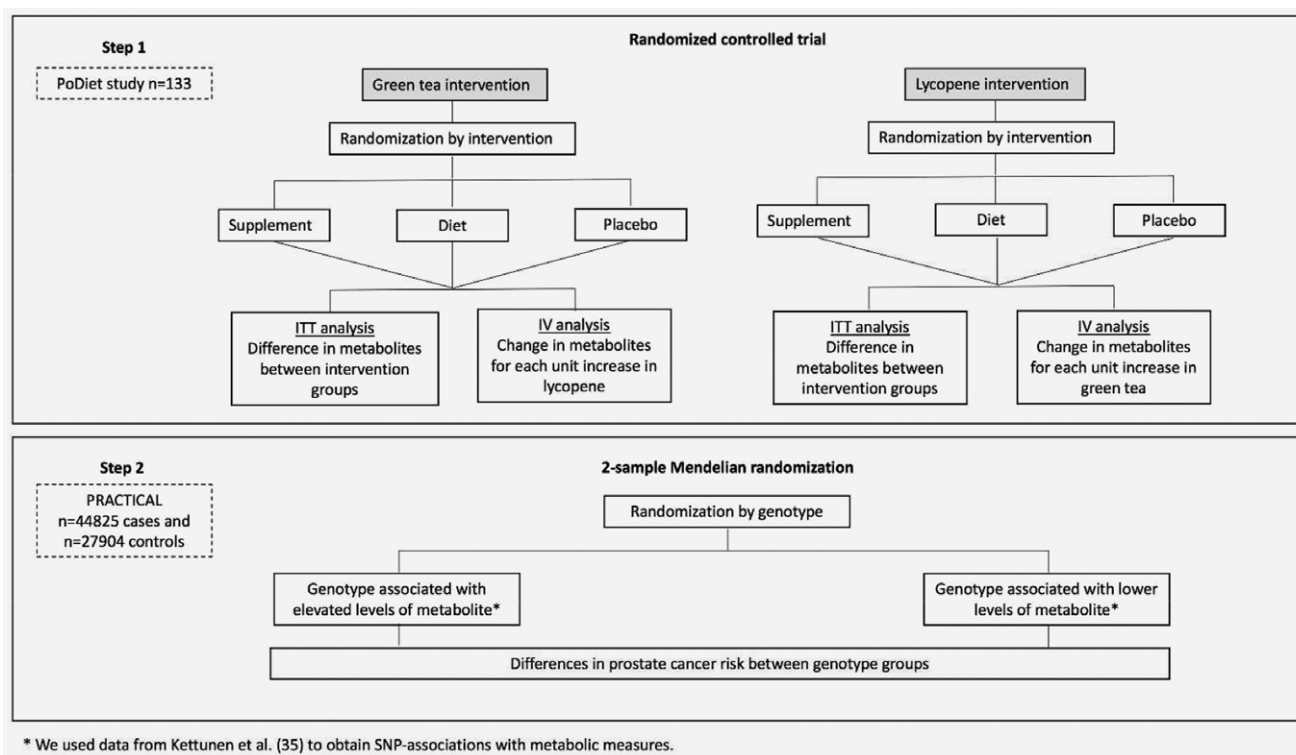 Step 1
Randomized controlled trial
PoDiet study n=133
Green tea intervention
Lycopene intervention
Randomization by intervention
Randomization by intervention
Supplement
Diet
Placebo
Supplement
Diet
Placebo
ITT analysis
Difference in metabolites
between intervention
groups
IV analysis
Change in metabolites
for each unit increase in
lycopene
ITT analysis
Difference in
metabolites between
intervention groups
IV analysis
Change in metabolites
for each unit increase in
green tea
Step 2
2-sample Mendelian randomization
PRACTICAL
n=44825 cases and
n=27904 controls
Randomization by genotype
Genotype associated with
elevated levels of metabolite*
Genotype associated with lower
levels of metabolite*
Differences in prostate cancer risk between genotype groups
* We used data from Kettunen et al. (35) to obtain SNP-associations with metabolic measures.